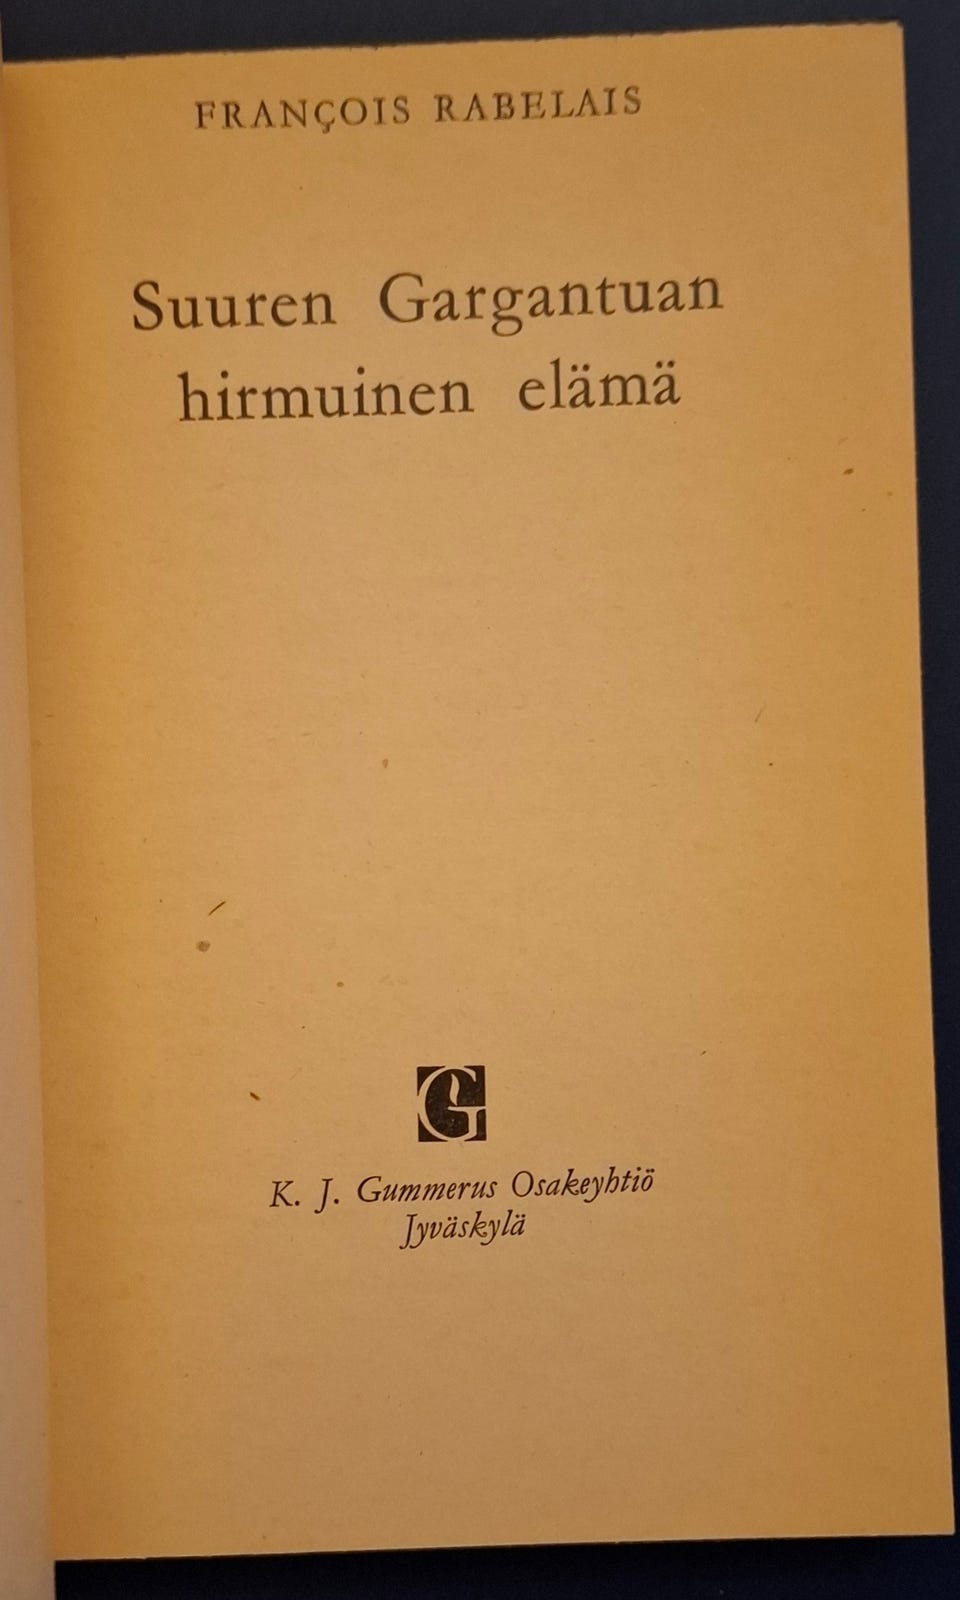 FRANÇOIS RABELAIS
Suuren Gargantuan
hirmuinen elämä
G
K. J. Gummerus Osakeyhtiö
Jyväskylä